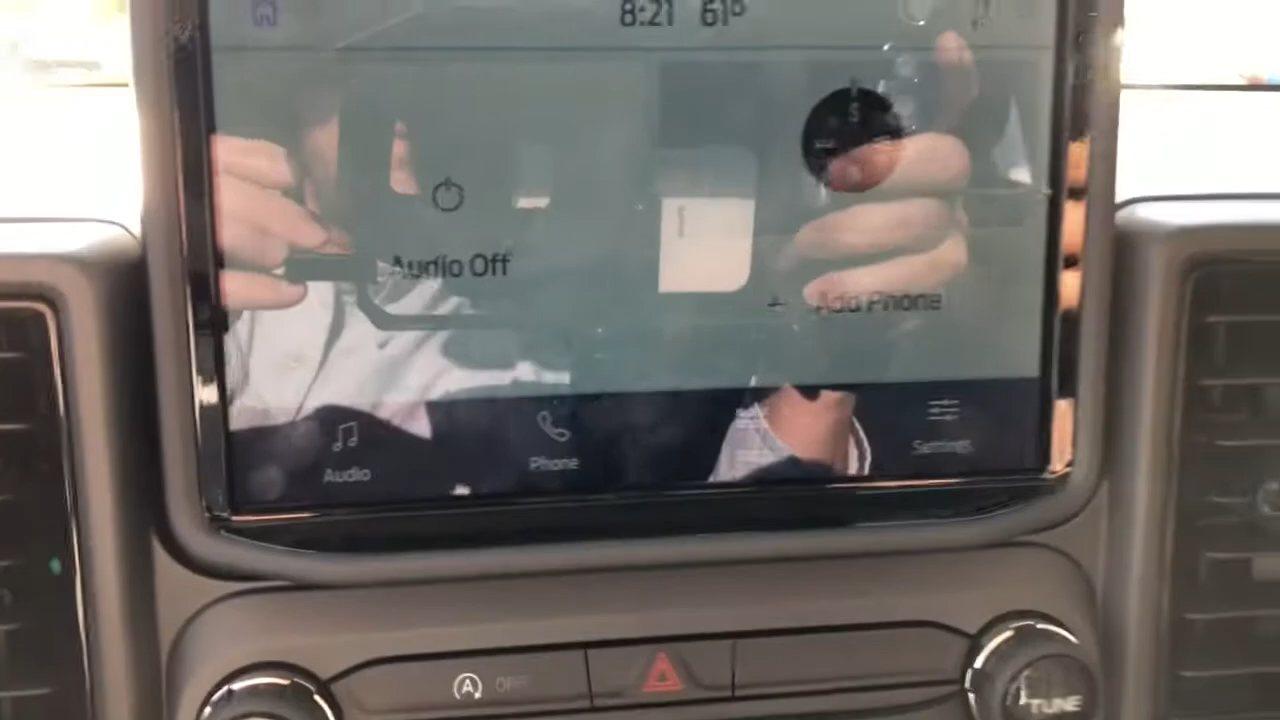 8:21 61°
Audio Off
+ Add Phone
Audio
Phone
Settings
A OFF
TUNE